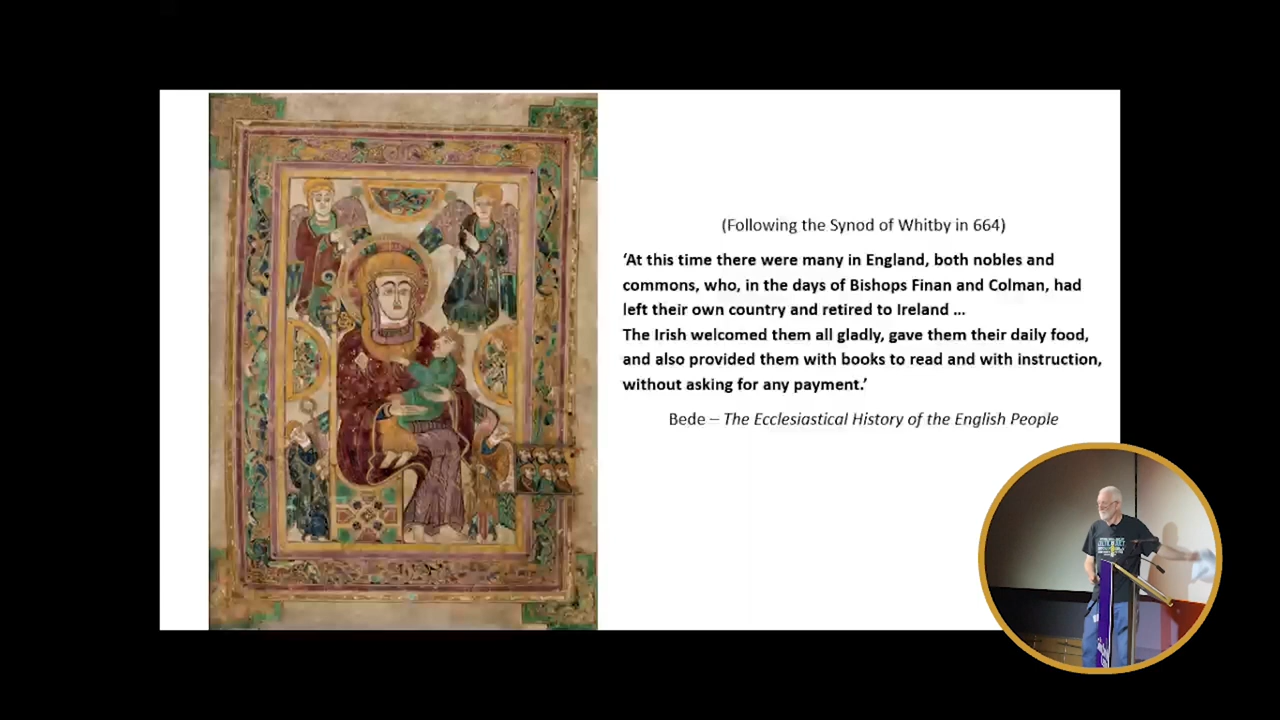 (Following the Synod of Whitby in 664)
‘At this time there were many in England, both nobles and
commons, who, in the days of Bishops Finan and Colman, had
left their own country and retired to Ireland ...
The Irish welcomed them all gladly, gave them their daily food,
and also provided them with books to read and with instruction,
without asking for any payment.’
Bede – The Ecclesiastical History of the English People